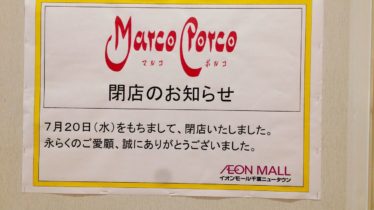 Marco Porco
マルコ ポルコ
閉店のお知らせ
7月20日(水)をもちまして、閉店いたしました。
永らくのご愛願、誠にありがとうございました。
ÆON MALL
イオンモール千葉ニュータウン